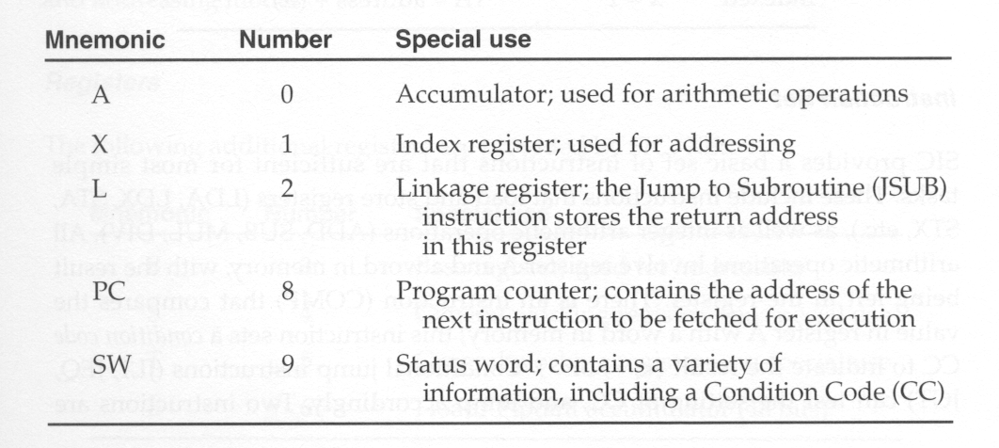 Mnemonic Number Special use
A 0 Accumulator; used for arithmetic operations
X 1 Index register; used for addressing
L 2 Linkage register; the Jump to Subroutine (JSUB)
instruction stores the return address
in this register
PC 8 Program counter; contains the address of the
next instruction to be fetched for execution
SW 9 Status word; contains a variety of
information, including a Condition Code (CC)